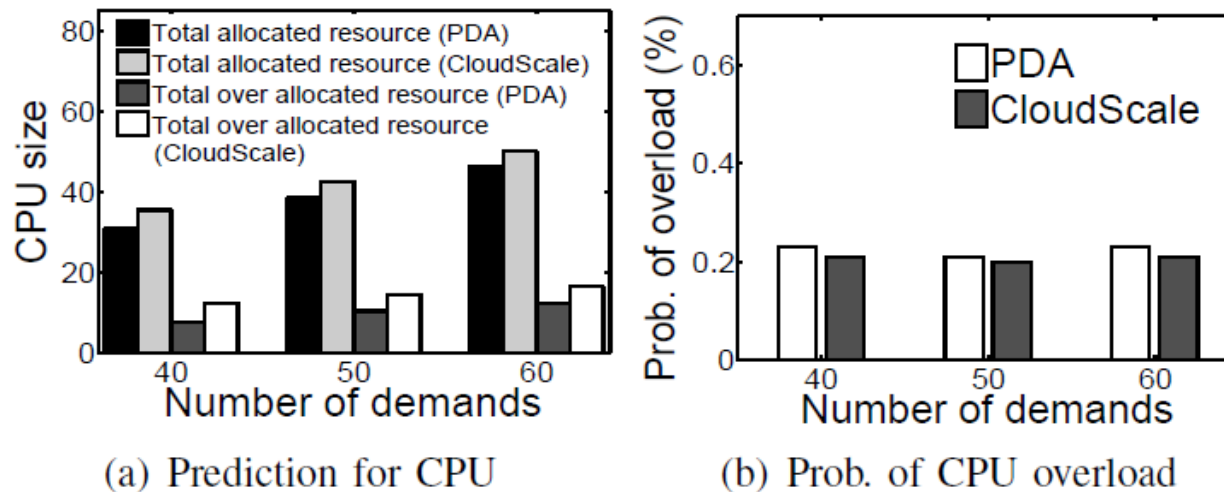 80
60
40
20
0
CPU size
Total allocated resource (PDA)
Total allocated resource (CloudScale)
Total over allocated resource (PDA)
Total over allocated resource
(CloudScale)
40 50 60
Number of demands
(a) Prediction for CPU
0.6
0.4
0.2
0
Prob. of overload (%)
PDA
CloudScale
40 50 60
Number of demands
(b) Prob. of CPU overload